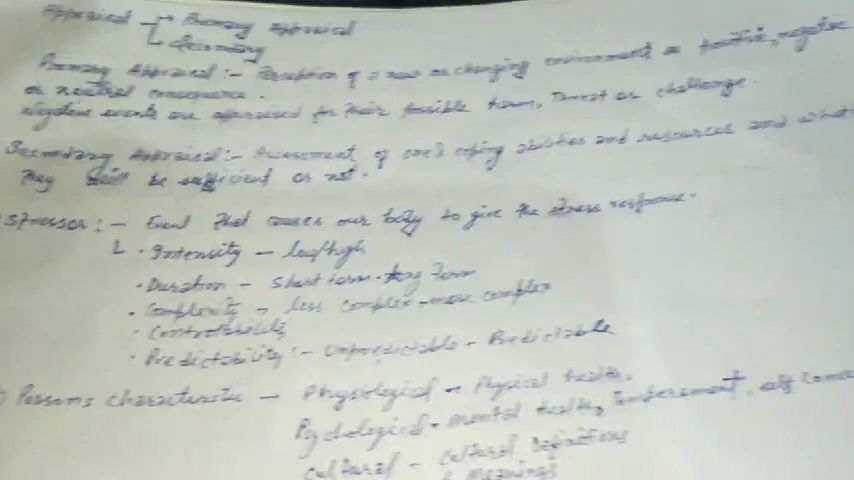 Appraisal → Primary Appraisal
→ Secondary
Primary Appraisal :- Perception of a new or changing environment as positive, negative
or neutral consequence.
Negative events are appraised for their possible harm, threat or challenge.
Secondary Appraisal :- Assessment of one's coping abilities and resources and whether
they will be sufficient or not.
Stressor :- Event that causes our body to give the stress response.
• Intensity - low/high
• Duration - Short term - long term
• Complexity → less complex - more complex
• Controllability
• Predictability :- Unpredictable - Predictable
Persons characteristic - Physiological → Physical health.
Psychological - mental health, temperament, self
Cultural - Cultural Definitions
Meanings